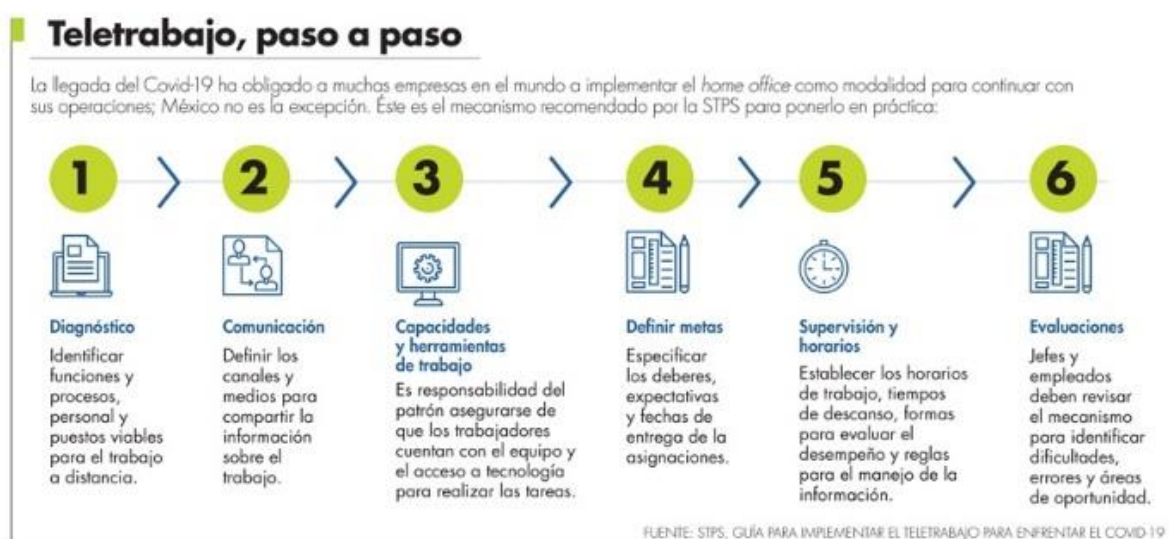 Teletrabajo, paso a paso
La llegada del Covid-19 ha obligado a muchas empresas en el mundo a implementar el home office como modalidad para continuar con
sus operaciones; México no es la excepción. Éste es el mecanismo recomendado por la STPS para ponerlo en práctica:
1
2
3
4
5
6
Diagnóstico
Identificar
funciones y
procesos,
personal y
puestos viables
para el trabajo
a distancia.
Comunicación
Definir los
canales y
medios para
compartir la
información
sobre el
trabajo.
Capacidades
y herramientas
de trabajo
Es responsabilidad del
patrón asegurarse de
que los trabajadores
cuentan con el equipo y
el acceso a tecnología
para realizar las tareas.
Definir metas
Especificar
los deberes,
expectativas
y fechas de
entrega de la
asignaciones.
Supervisión y
horarios
Establecer los horarios
de trabajo, tiempos
de descanso, formas
para evaluar el
desempeño y reglas
para el manejo de la
información.
Evaluaciones
Jefes y
empleados
deben revisar
el mecanismo
para identificar
dificultades,
errores y áreas
de oportunidad.
FUENTE: STPS, GUÍA PARA IMPLEMENTAR EL TELETRABAJO PARA ENFRENTAR EL COVID-19